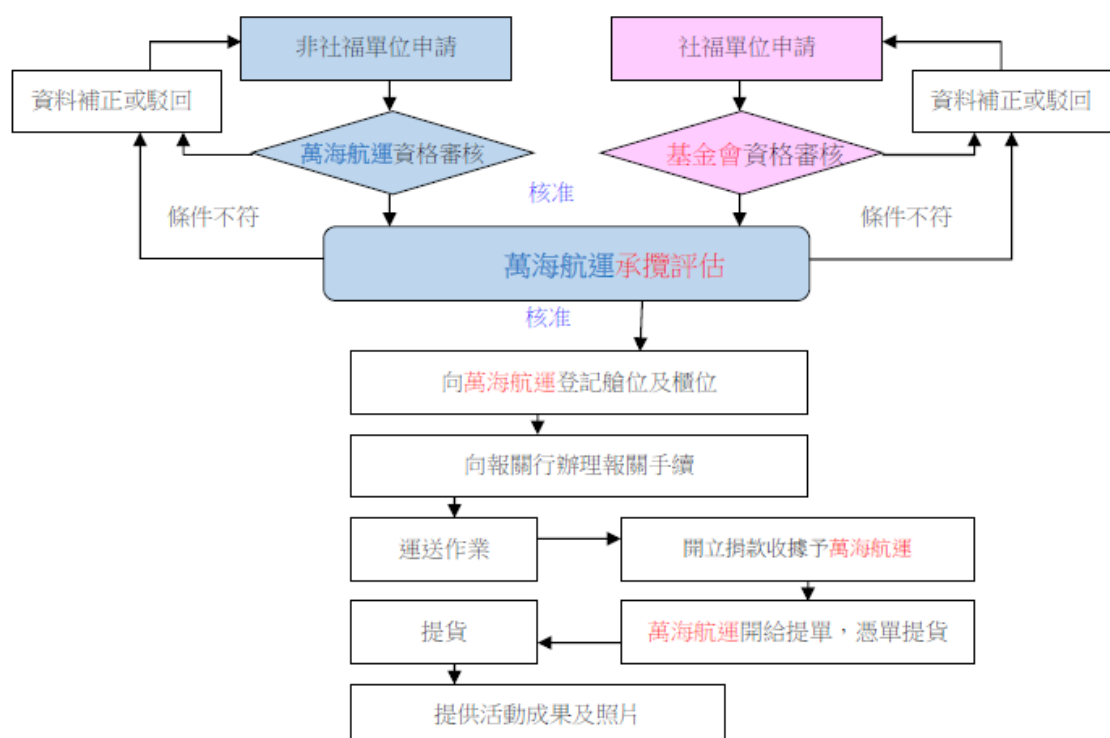 非社福單位申請
社福單位申請
資料補正或駁回
資料補正或駁回
萬海航運資格審核
基金會資格審核
核准
條件不符
條件不符
萬海航運承攬評估
核准
向萬海航運登記艙位及櫃位
向報關行辦理報關手續
運送作業
開立捐款收據予萬海航運
提貨
萬海航運開給提單，憑單提貨
提供活動成果及照片